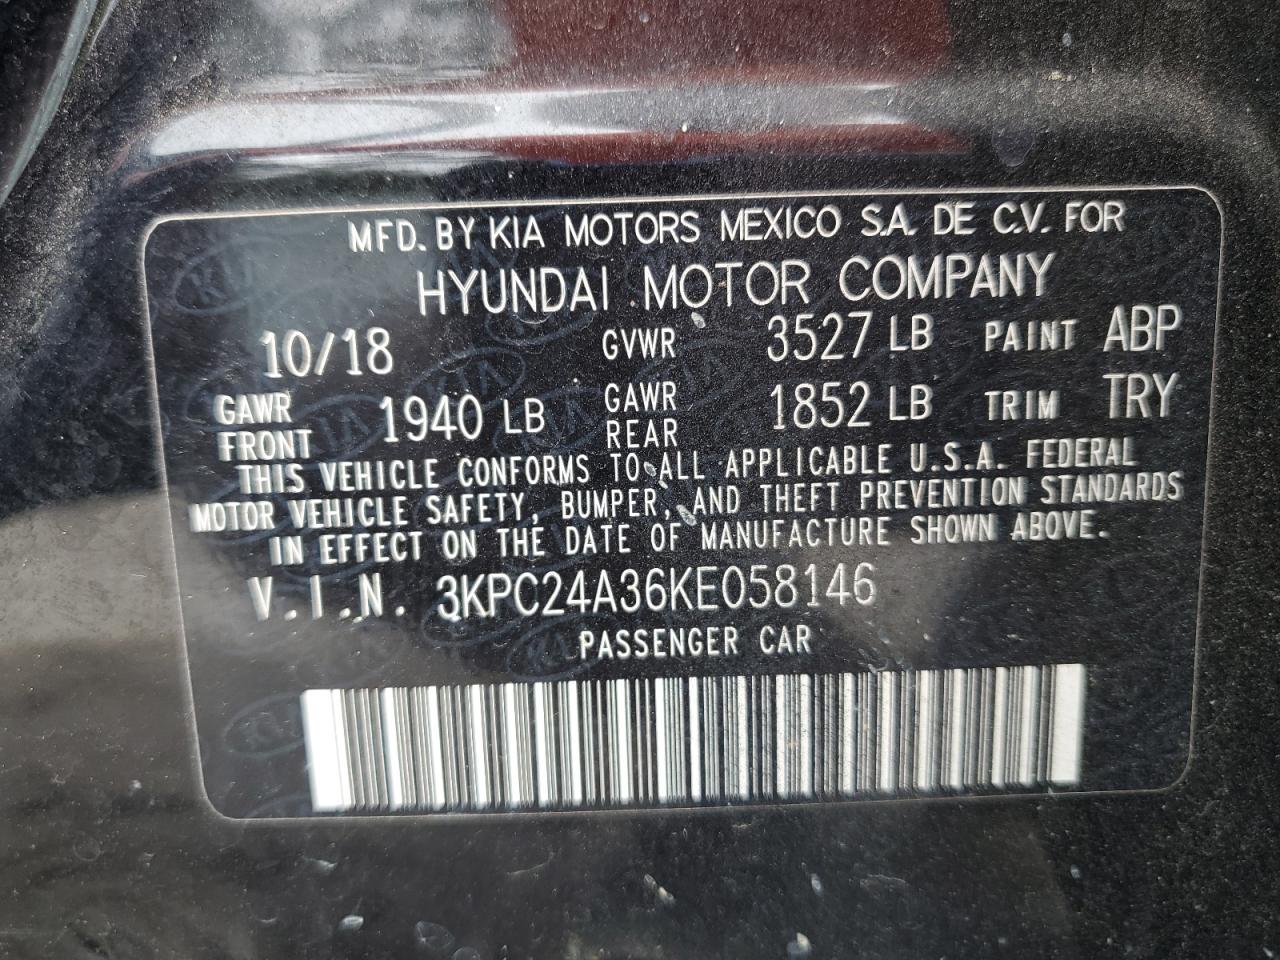 MFD. BY KIA MOTORS MEXICO S.A. DE C.V. FOR
HYUNDAI MOTOR COMPANY
10/18 GVWR 3527 LB PAINT ABP
GAWR FRONT 1940 LB GAWR REAR 1852 LB TRIM TRY
THIS VEHICLE CONFORMS TO ALL APPLICABLE U.S.A. FEDERAL
MOTOR VEHICLE SAFETY, BUMPER, AND THEFT PREVENTION STANDARDS
IN EFFECT ON THE DATE OF MANUFACTURE SHOWN ABOVE.
V.I.N. 3KPC24A36KE058146
PASSENGER CAR